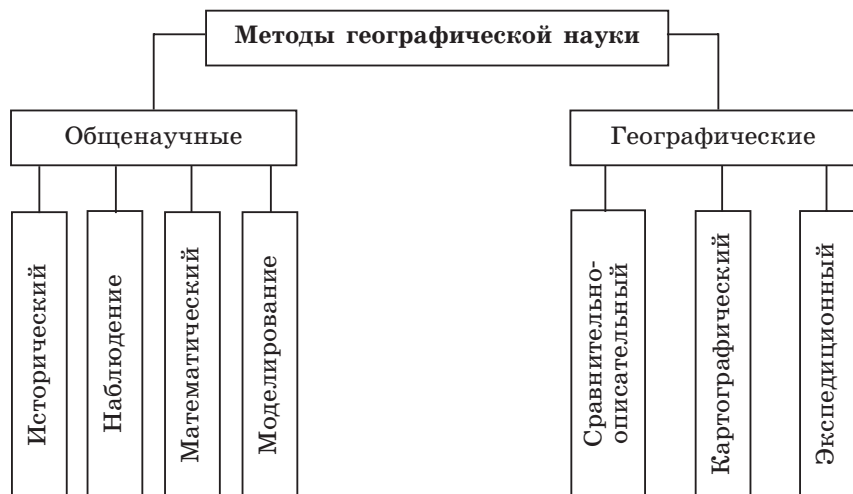 Методы географической науки
Общенаучные
Географические
Исторический
Наблюдение
Математический
Моделирование
Сравнительно-
описательный
Картографический
Экспедиционный